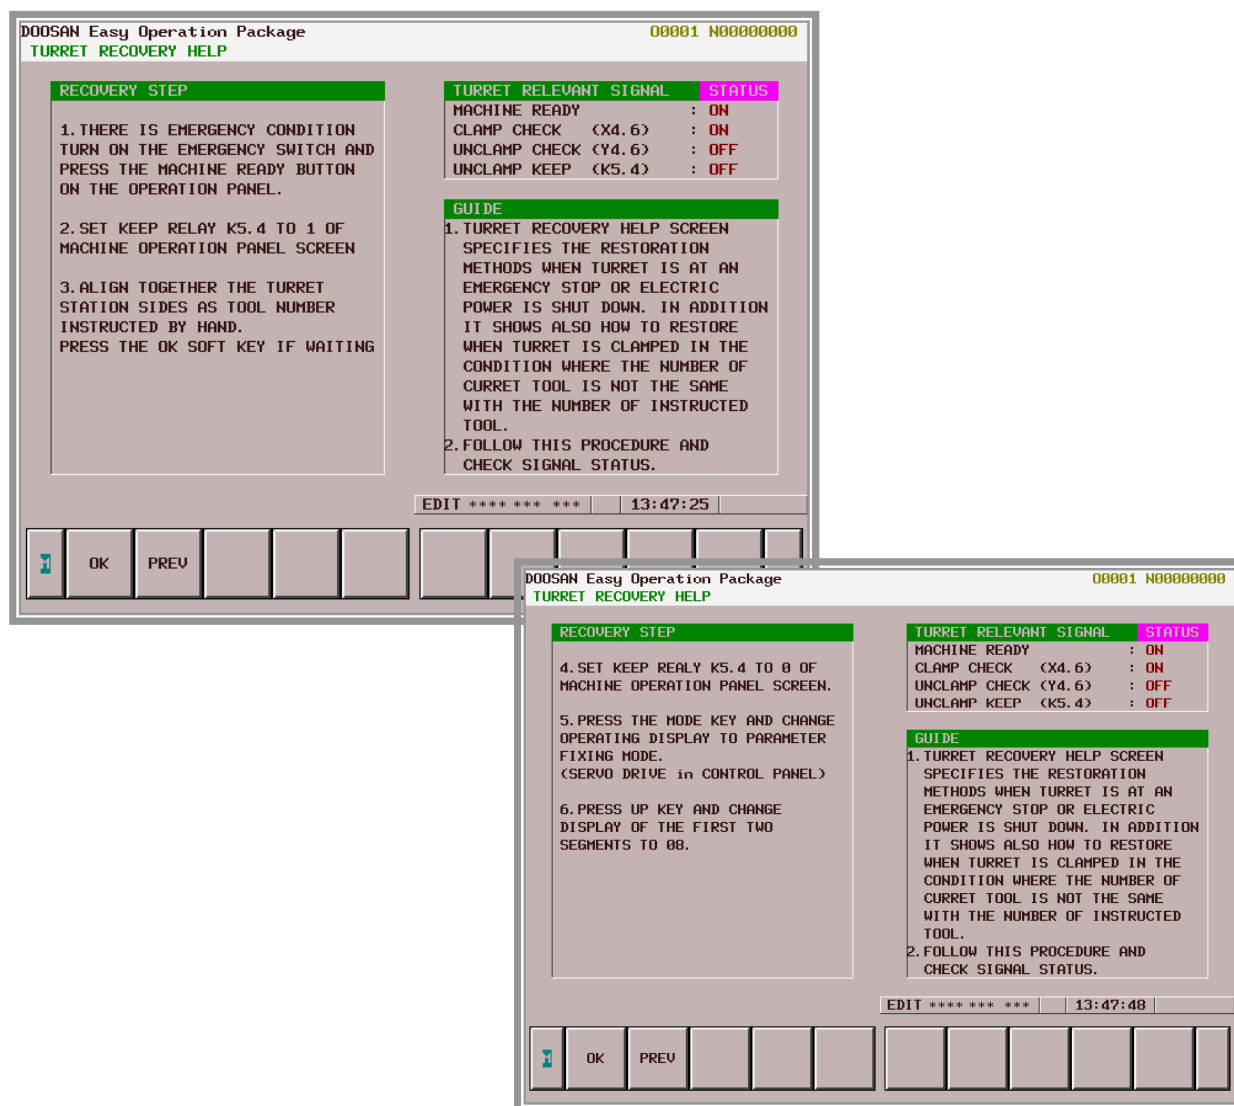 DOOSAN Easy Operation Package O0001 N00000000
TURRET RECOVERY HELP
RECOVERY STEP
1.THERE IS EMERGENCY CONDITION
TURN ON THE EMERGENCY SWITCH AND
PRESS THE MACHINE READY BUTTON
ON THE OPERATION PANEL.
2.SET KEEP RELAY K5.4 TO 1 OF
MACHINE OPERATION PANEL SCREEN
3.ALIGN TOGETHER THE TURRET
STATION SIDES AS TOOL NUMBER
INSTRUCTED BY HAND.
PRESS THE OK SOFT KEY IF WAITING
TURRET RELEVANT SIGNAL STATUS
MACHINE READY : ON
CLAMP CHECK (X4.6) : ON
UNCLAMP CHECK (Y4.6) : OFF
UNCLAMP KEEP (K5.4) : OFF
GUIDE
1.TURRET RECOVERY HELP SCREEN
SPECIFIES THE RESTORATION
METHODS WHEN TURRET IS AT AN
EMERGENCY STOP OR ELECTRIC
POWER IS SHUT DOWN. IN ADDITION
IT SHOWS ALSO HOW TO RESTORE
WHEN TURRET IS CLAMPED IN THE
CONDITION WHERE THE NUMBER OF
CURRET TOOL IS NOT THE SAME
WITH THE NUMBER OF INSTRUCTED
TOOL.
2.FOLLOW THIS PROCEDURE AND
CHECK SIGNAL STATUS.
EDIT **** *** *** 13:47:25
OK PREV
DOOSAN Easy Operation Package O0001 N00000000
TURRET RECOVERY HELP
RECOVERY STEP
4.SET KEEP REALY K5.4 TO 0 OF
MACHINE OPERATION PANEL SCREEN.
5.PRESS THE MODE KEY AND CHANGE
OPERATING DISPLAY TO PARAMETER
FIXING MODE.
(SERVO DRIVE in CONTROL PANEL)
6.PRESS UP KEY AND CHANGE
DISPLAY OF THE FIRST TWO
SEGMENTS TO 08.
TURRET RELEVANT SIGNAL STATUS
MACHINE READY : ON
CLAMP CHECK (X4.6) : ON
UNCLAMP CHECK (Y4.6) : OFF
UNCLAMP KEEP (K5.4) : OFF
GUIDE
1.TURRET RECOVERY HELP SCREEN
SPECIFIES THE RESTORATION
METHODS WHEN TURRET IS AT AN
EMERGENCY STOP OR ELECTRIC
POWER IS SHUT DOWN. IN ADDITION
IT SHOWS ALSO HOW TO RESTORE
WHEN TURRET IS CLAMPED IN THE
CONDITION WHERE THE NUMBER OF
CURRET TOOL IS NOT THE SAME
WITH THE NUMBER OF INSTRUCTED
TOOL.
2.FOLLOW THIS PROCEDURE AND
CHECK SIGNAL STATUS.
EDIT **** *** *** 13:47:48
OK PREV